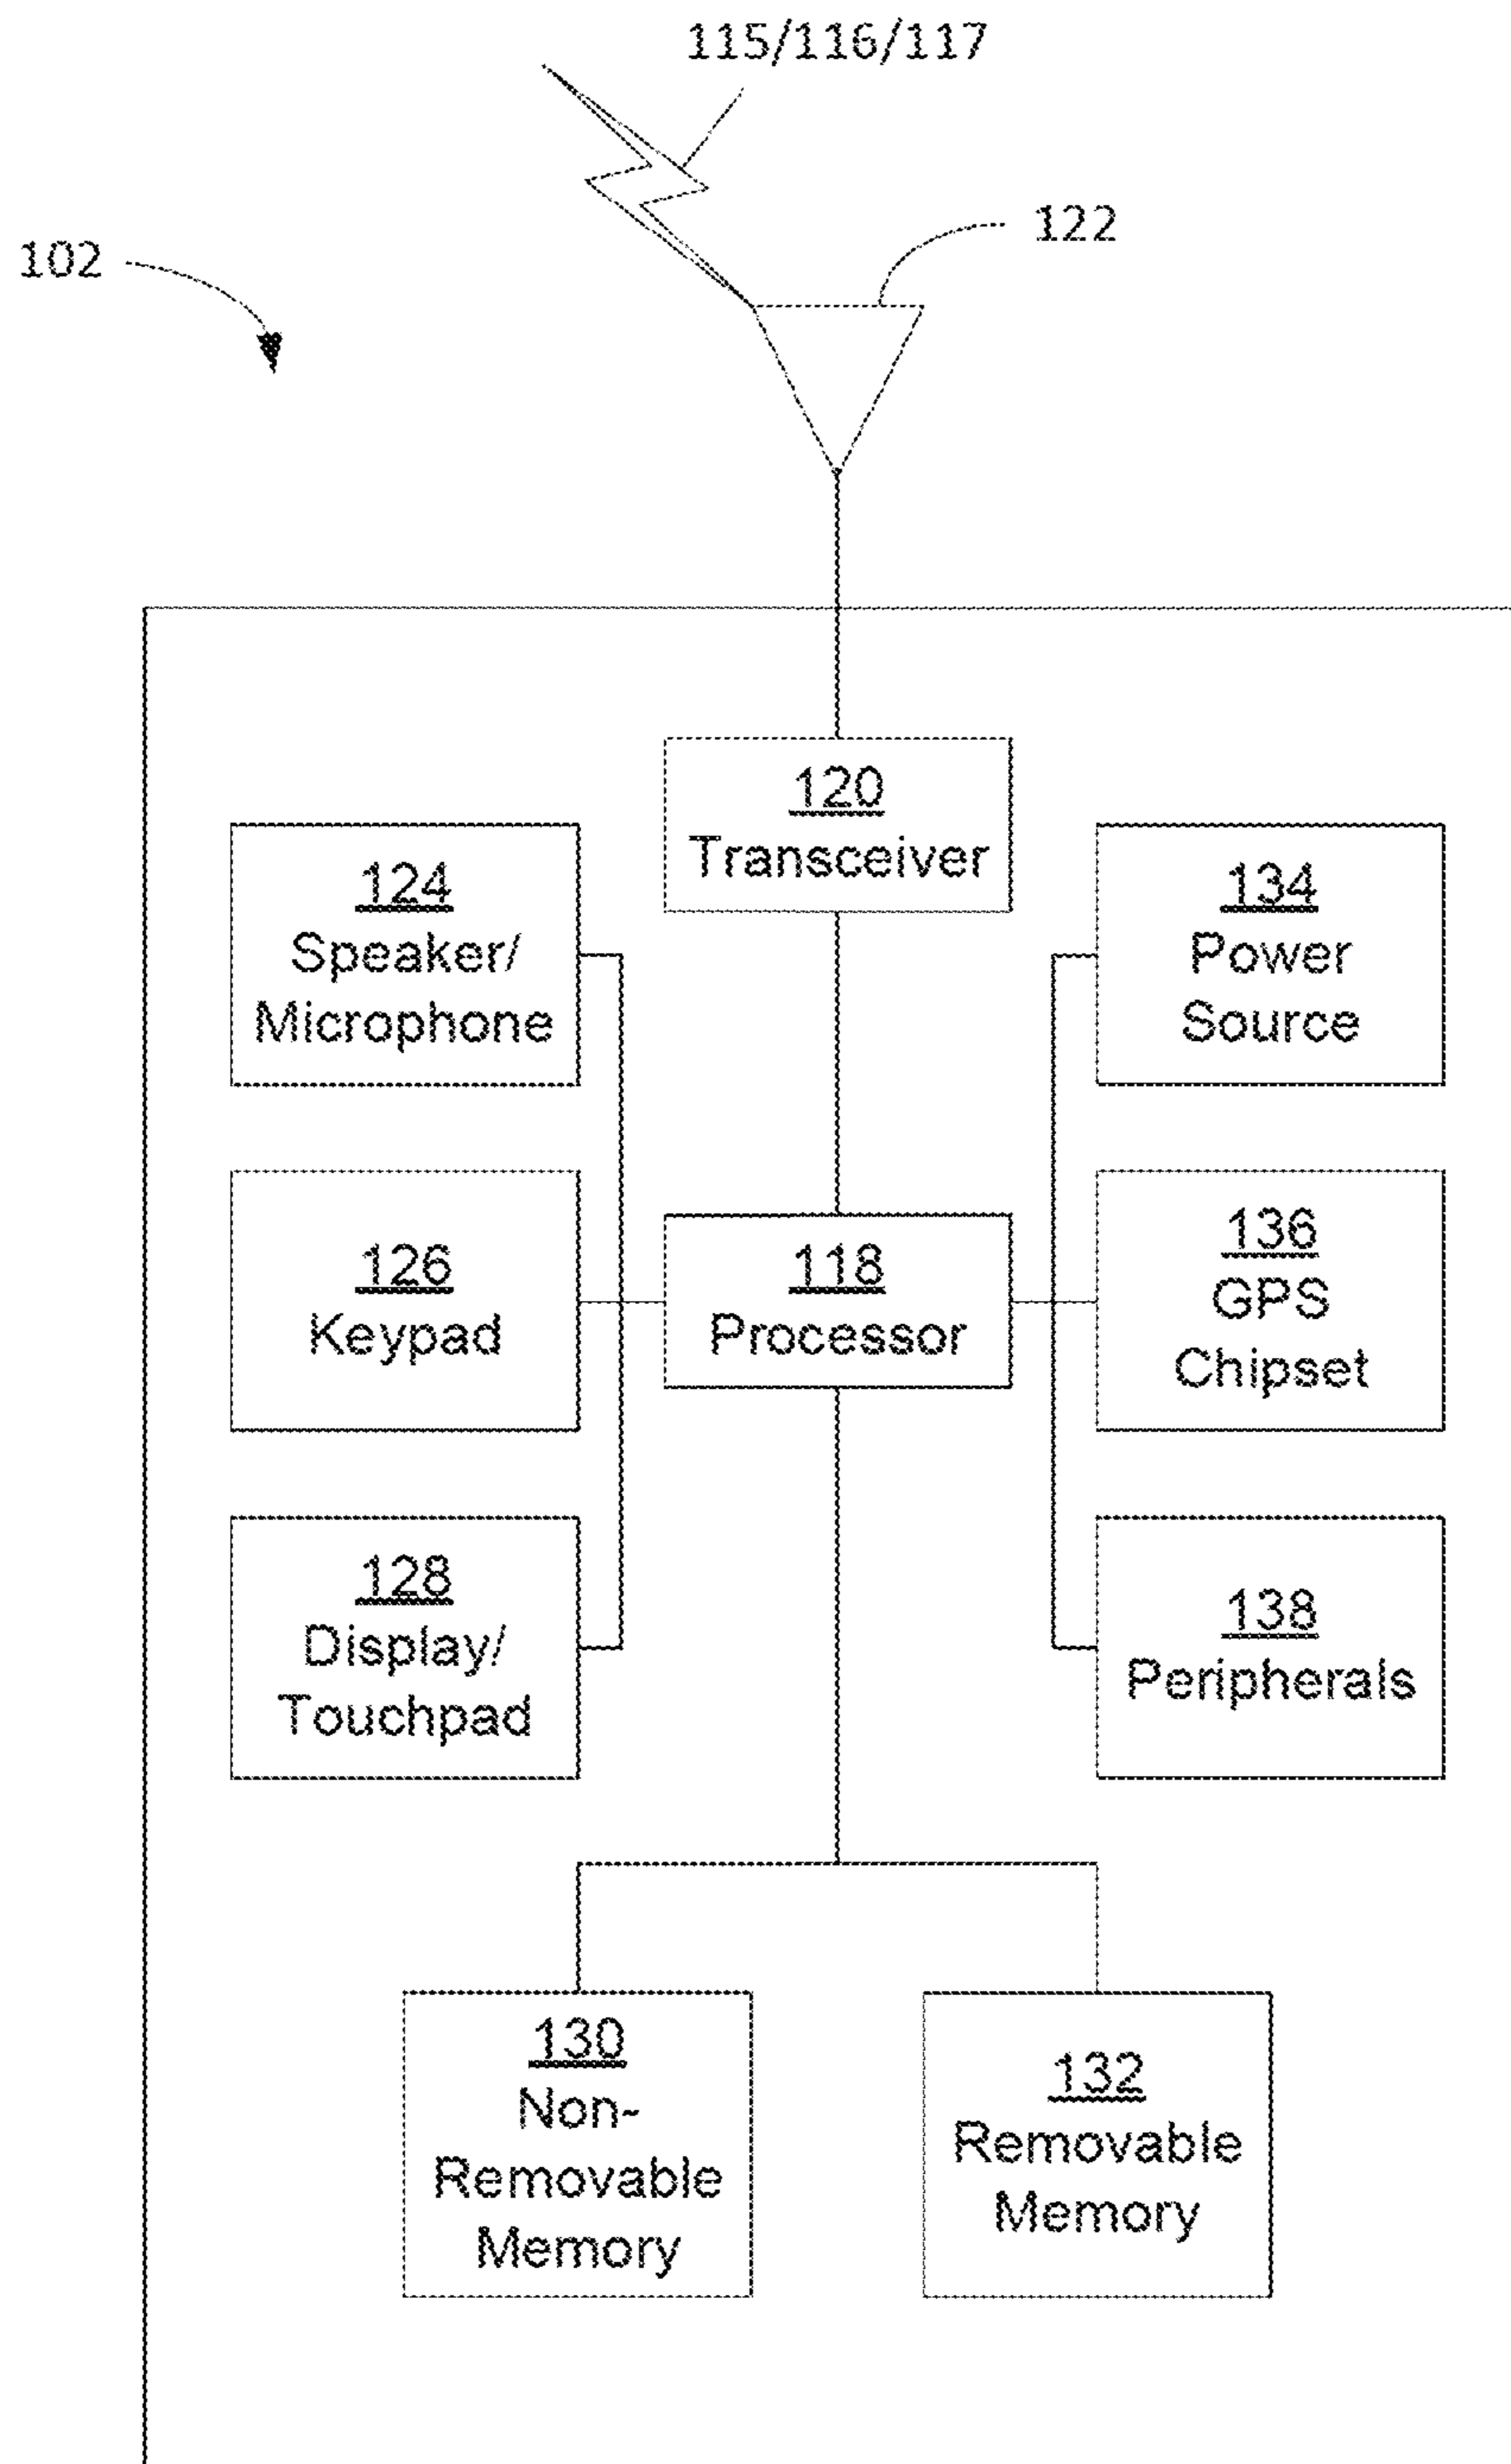 115/116/117
122
102
120
Transceiver
124
Speaker/
Microphone
134
Power
Source
126
Keypad
118
Processor
136
GPS
Chipset
128
Display/
Touchpad
138
Peripherals
130
Non-
Removable
Memory
132
Removable
Memory